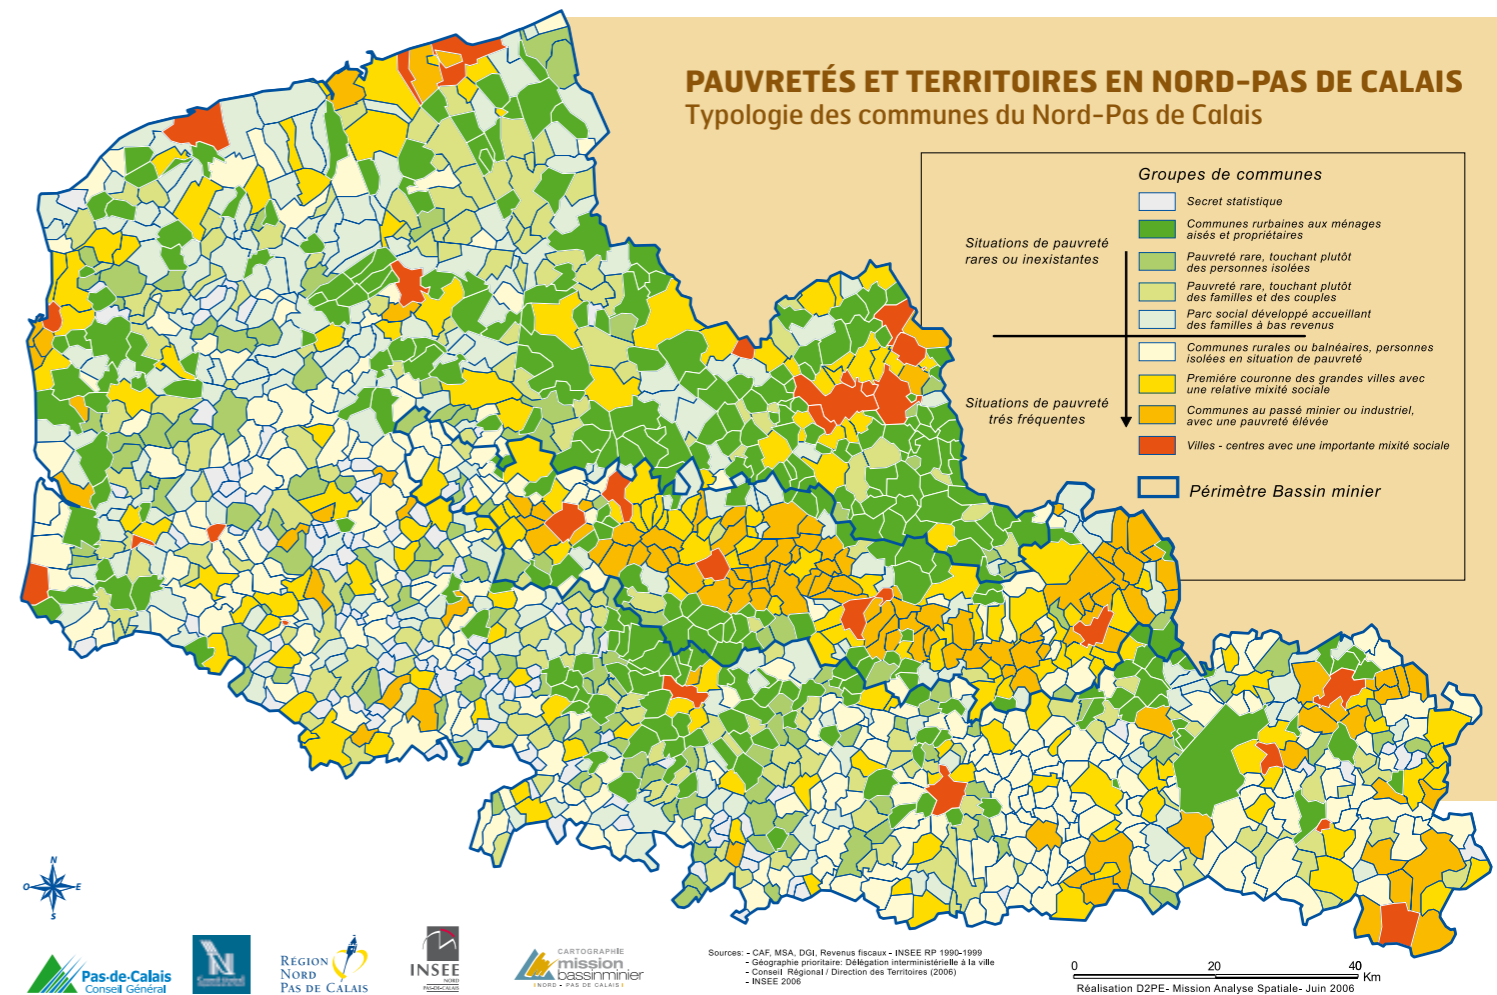 PAUVRETÉS ET TERRITOIRES EN NORD-PAS DE CALAIS
Typologie des communes du Nord-Pas de Calais
Groupes de communes
Situations de pauvreté
rares ou inexistantes
Situations de pauvreté
trés fréquentes
Secret statistique
Communes rurbaines aux ménages
aisés et propriétaires
Pauvreté rare, touchant plutôt
des personnes isolées
Pauvreté rare, touchant plutôt
des familles et des couples
Parc social développé accueillant
des familles à bas revenus
Communes rurales ou balnéaires, personnes
isolées en situation de pauvreté
Première couronne des grandes villes avec
une relative mixité sociale
Communes au passé minier ou industriel,
avec une pauvreté élévée
Villes - centres avec une importante mixité sociale
Périmètre Bassin minier
N
O E
S
Pas-de-Calais
Conseil Général
N
RÉGION
NORD
PAS DE CALAIS
INSEE
NORD
PAS-DE-CALAIS
CARTOGRAPHIE
mission
bassinminier
NORD - PAS DE CALAIS
Sources: - CAF, MSA, DGI, Revenus fiscaux - INSEE RP 1990-1999
- Géographie prioritaire: Délégation interministérielle à la ville
- Conseil Régional / Direction des Territoires (2006)
- INSEE 2006
0 20 40
Km
Réalisation D2PE- Mission Analyse Spatiale- Juin 2006